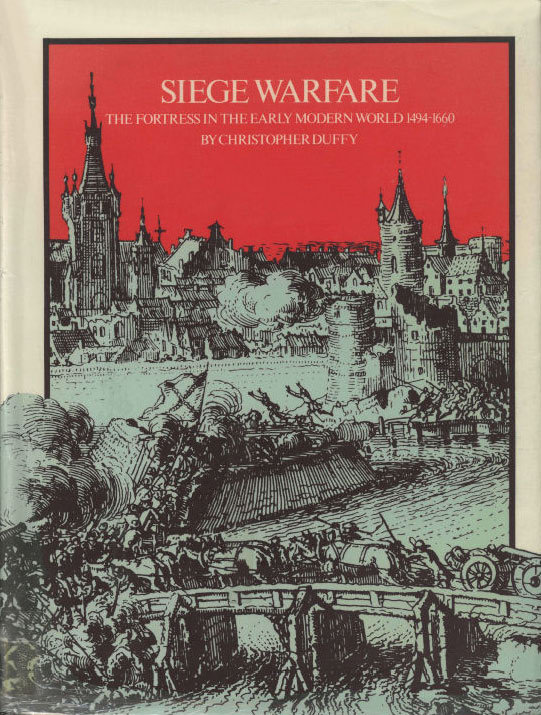 SIEGE WARFARE
THE FORTRESS IN THE EARLY MODERN WORLD 1494-1660
BY CHRISTOPHER DUFFY